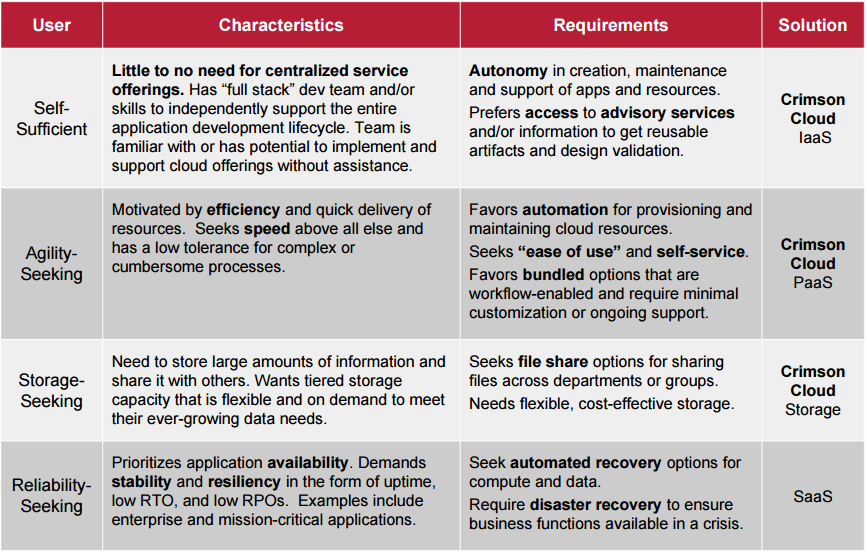 User
Characteristics
Requirements
Solution
Self-
Sufficient
Little to no need for centralized service
offerings. Has “full stack” dev team and/or
skills to independently support the entire
application development lifecycle. Team is
familiar with or has potential to implement and
support cloud offerings without assistance.
Autonomy in creation, maintenance
and support of apps and resources.
Prefers access to advisory services
and/or information to get reusable
artifacts and design validation.
Crimson
Cloud
IaaS
Agility-
Seeking
Motivated by efficiency and quick delivery of
resources.  Seeks speed above all else and
has a low tolerance for complex or
cumbersome processes.
Favors automation for provisioning and
maintaining cloud resources.
Seeks “ease of use” and self-service.
Favors bundled options that are
workflow-enabled and require minimal
customization or ongoing support.
Crimson
Cloud
PaaS
Storage-
Seeking
Need to store large amounts of information and
share it with others. Wants tiered storage
capacity that is flexible and on demand to meet
their ever-growing data needs.
Seeks file share options for sharing
files across departments or groups.
Needs flexible, cost-effective storage.
Crimson
Cloud
Storage
Reliability-
Seeking
Prioritizes application availability. Demands
stability and resiliency in the form of uptime,
low RTO, and low RPOs.  Examples include
enterprise and mission-critical applications.
Seek automated recovery options for
compute and data.
Require disaster recovery to ensure
business functions available in a crisis.
SaaS